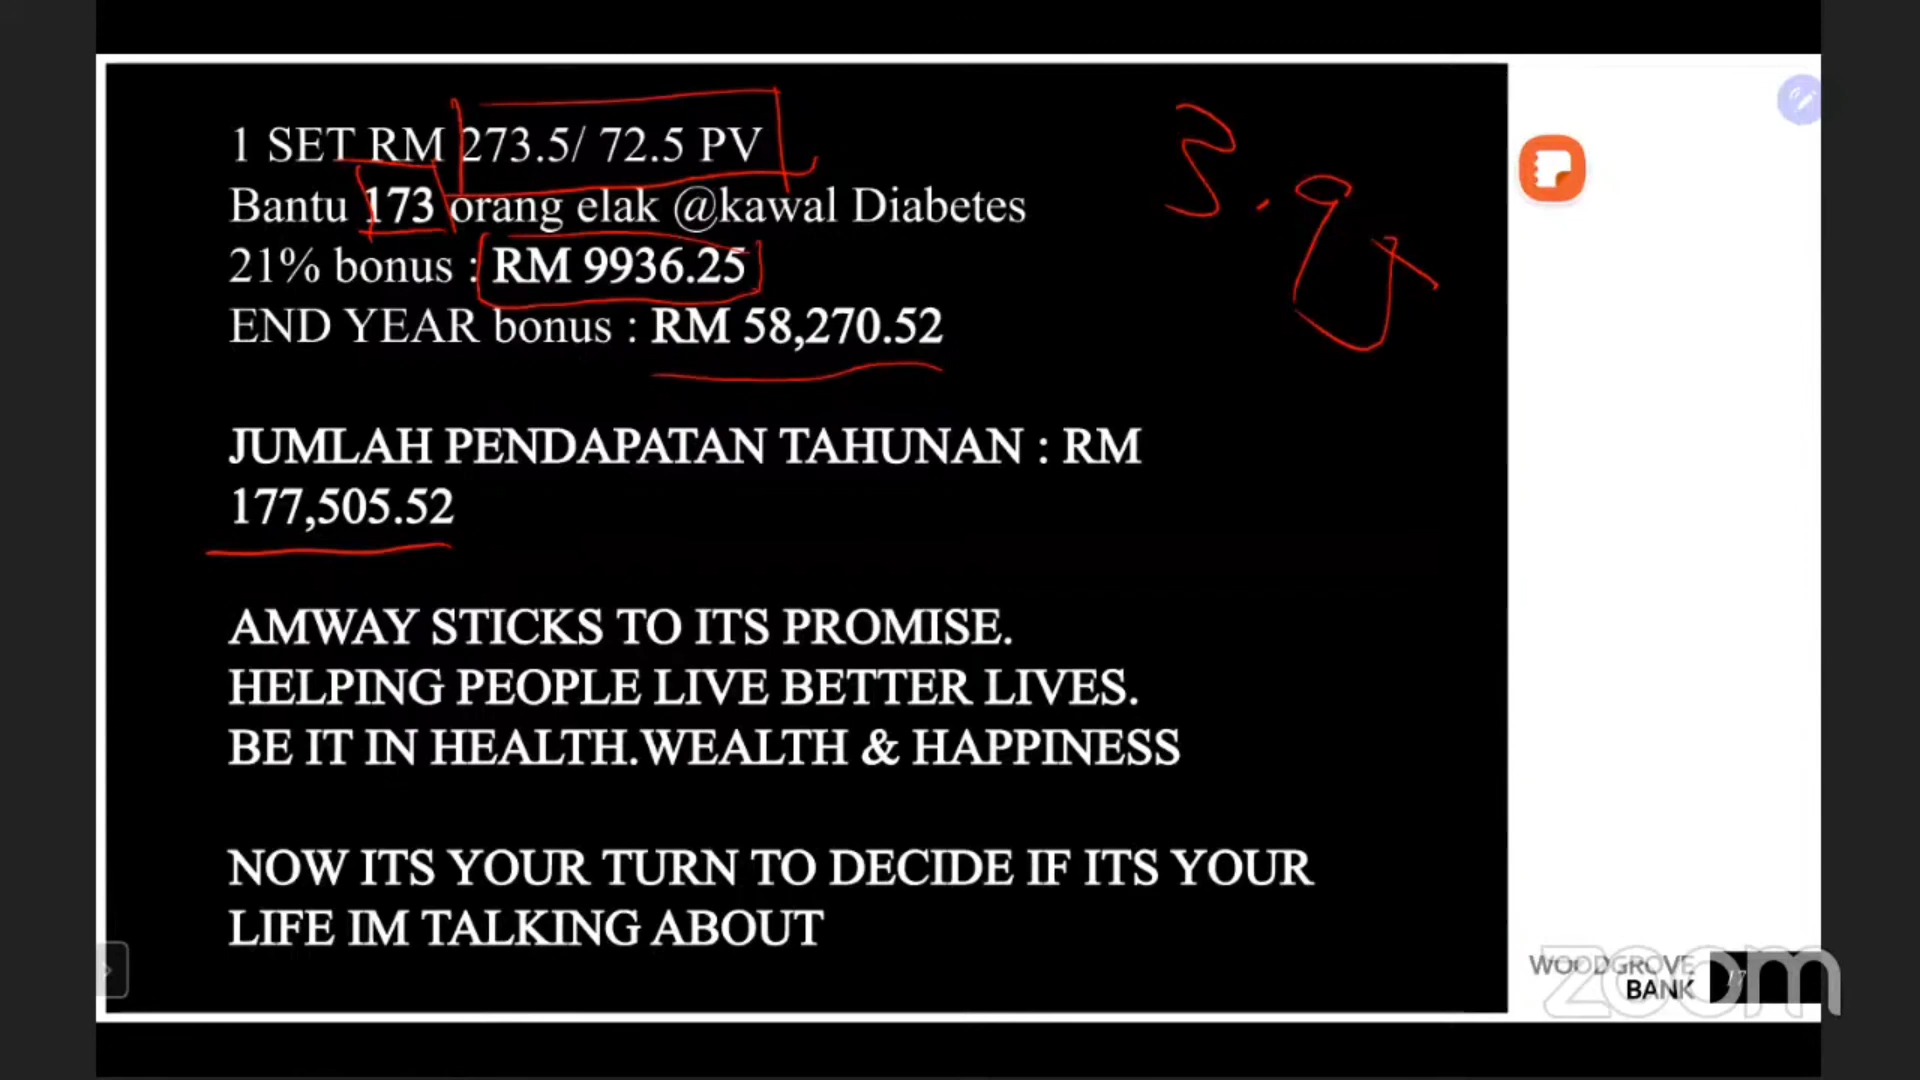 1 SET RM 273.5/ 72.5 PV
Bantu 173 orang elak @kawal Diabetes
21% bonus : RM 9936.25
END YEAR bonus : RM 58,270.52
JUMLAH PENDAPATAN TAHUNAN : RM
177,505.52
AMWAY STICKS TO ITS PROMISE.
HELPING PEOPLE LIVE BETTER LIVES.
BE IT IN HEALTH.WEALTH & HAPPINESS
NOW ITS YOUR TURN TO DECIDE IF ITS YOUR
LIFE IM TALKING ABOUT
WOODGROVE
BANK
17
zoom